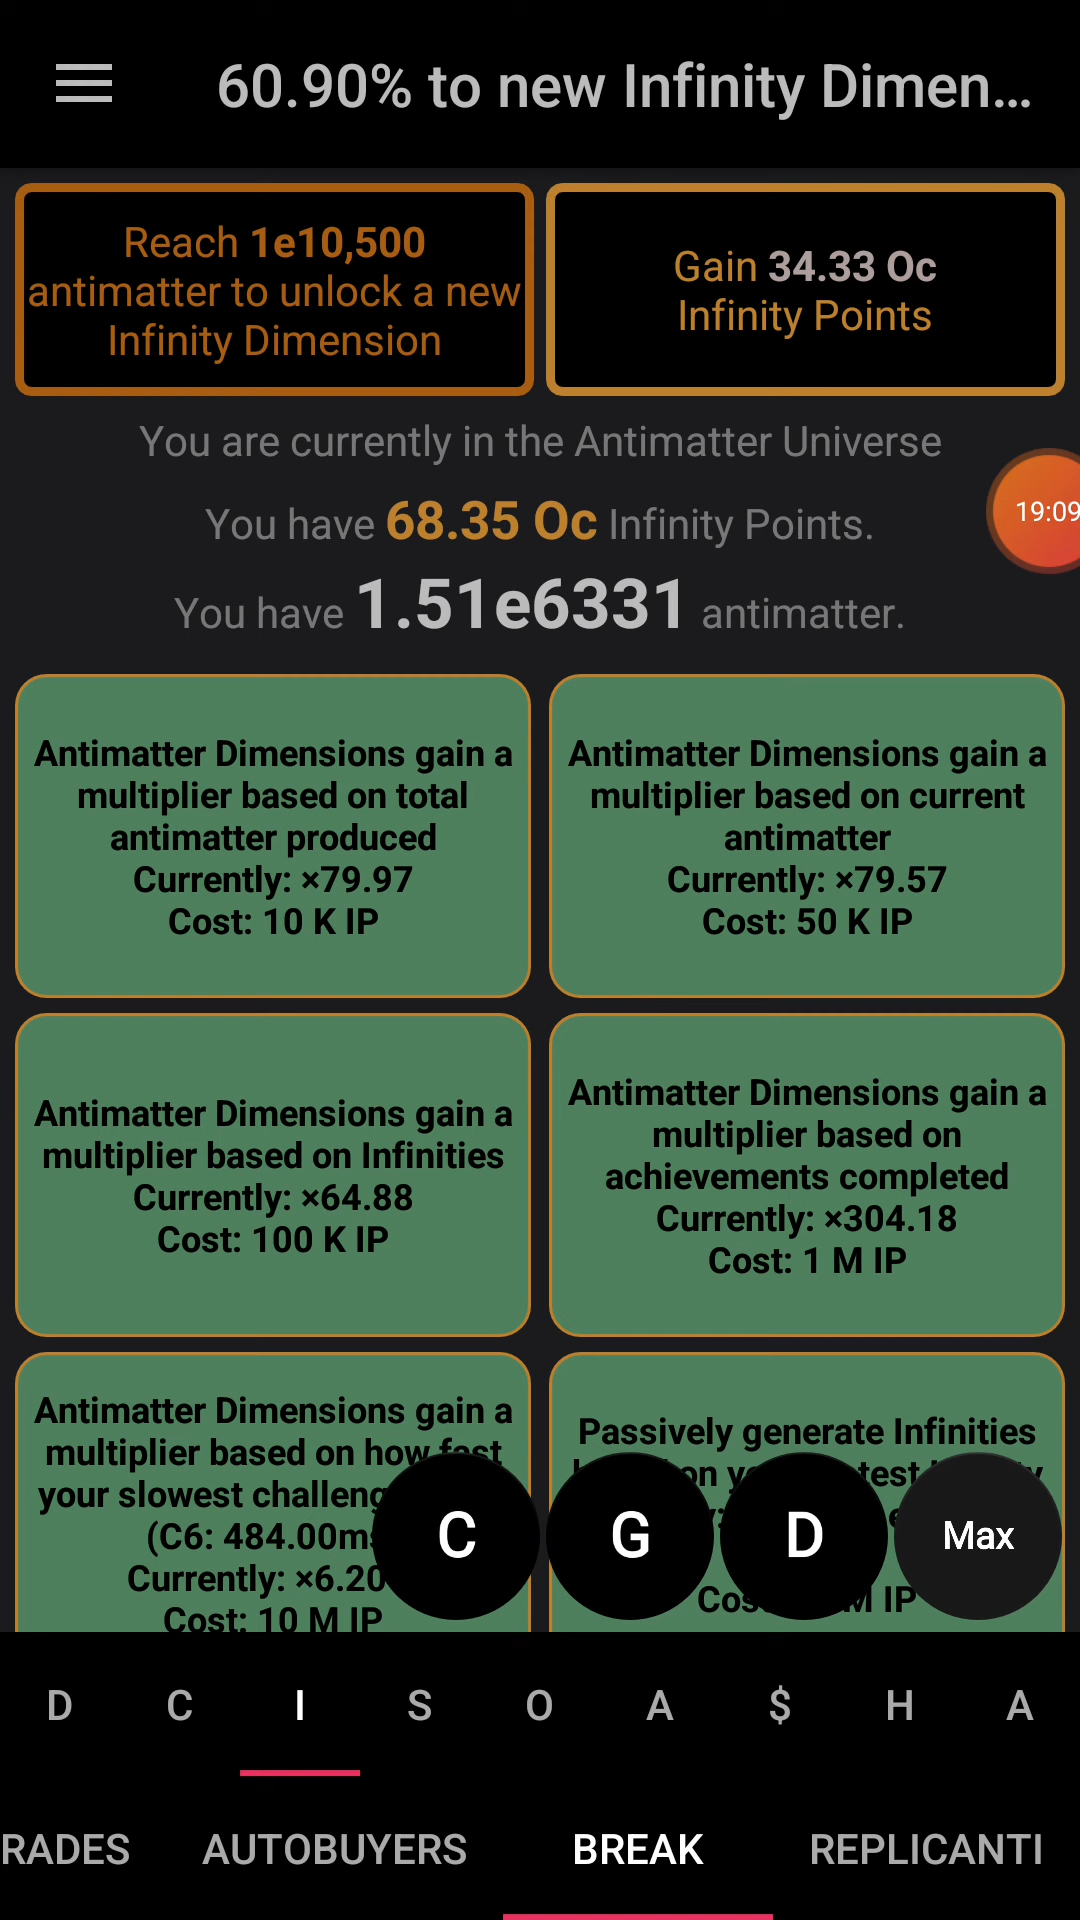 60.90% to new Infinity Dimen...
Reach 1e10,500
antimatter to unlock a new
Infinity Dimension
Gain 34.33 Oc
Infinity Points
You are currently in the Antimatter Universe
You have 68.35 Oc Infinity Points.
19:09
You have 1.51e6331 antimatter.
Antimatter Dimensions gain a
multiplier based on total
antimatter produced
Currently: ×79.97
Cost: 10 K IP
Antimatter Dimensions gain a
multiplier based on current
antimatter
Currently: ×79.57
Cost: 50 K IP
Antimatter Dimensions gain a
multiplier based on Infinities
Currently: ×64.88
Cost: 100 K IP
Antimatter Dimensions gain a
multiplier based on
achievements completed
Currently: ×304.18
Cost: 1 M IP
Antimatter Dimensions gain a
multiplier based on how fast
your slowest
(C6: 484.00ms
Currently: ×6.20
Cost: 10 M IP
Passively generate Infinities
on
M IP
C
G
D
Max
D
C
I
S
O
A
$
H
A
RADES
AUTOBUYERS
BREAK
REPLICANTI